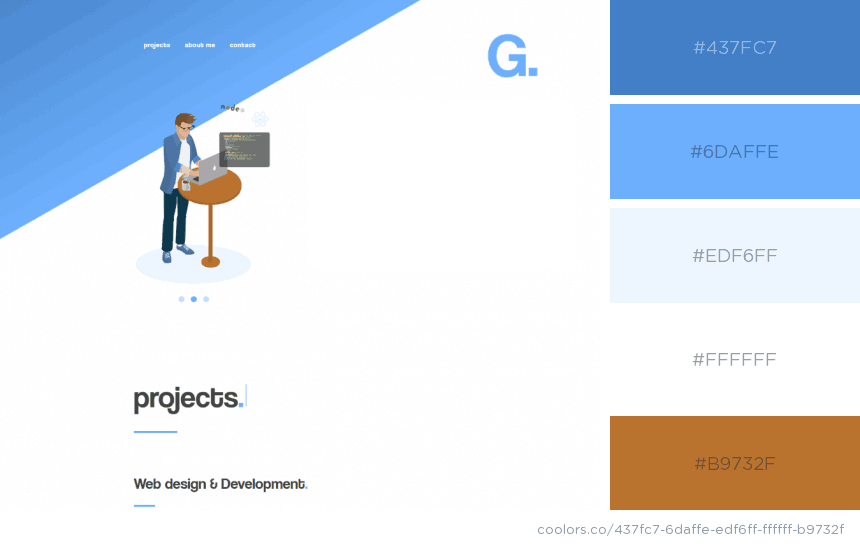 projects about me contact
G.
node
projects.
Web design & Development.
#437FC7
#6DAFFE
#EDF6FF
#FFFFFF
#B9732F
coolors.co/437fc7-6daffe-edf6ff-ffffff-b9732f